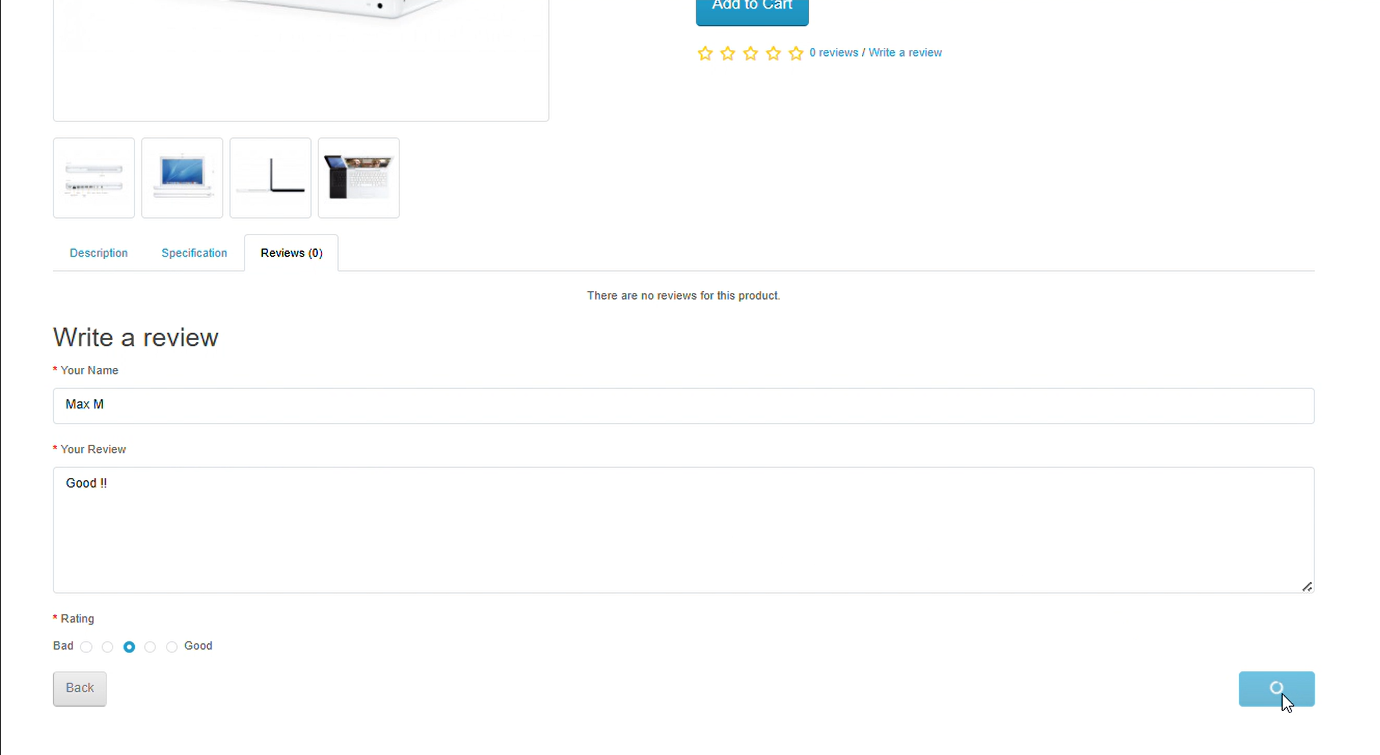 Add to Cart
0 reviews / Write a review
Description Specification Reviews (0)
There are no reviews for this product.
Write a review
* Your Name
Max M
* Your Review
Good !!
* Rating
Bad Good
Back